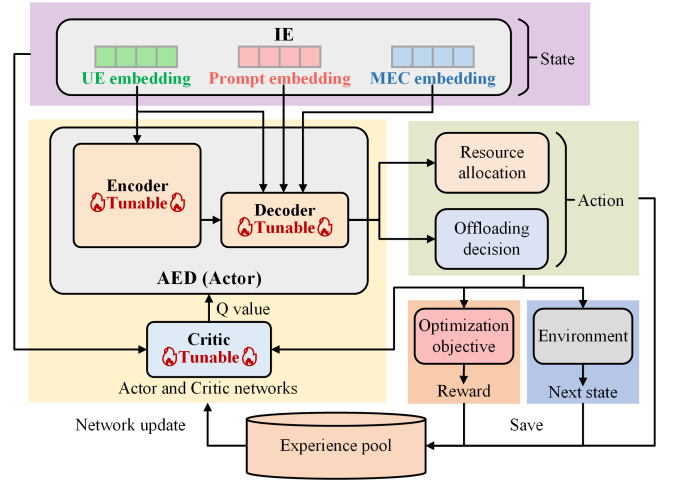 IE
UE embedding
Prompt embedding
MEC embedding
State
Encoder
Tunable
Decoder
Tunable
AED (Actor)
Resource
allocation
Offloading
decision
Action
Q value
Critic
Tunable
Actor and Critic networks
Optimization
objective
Reward
Environment
Next state
Network update
Experience pool
Save